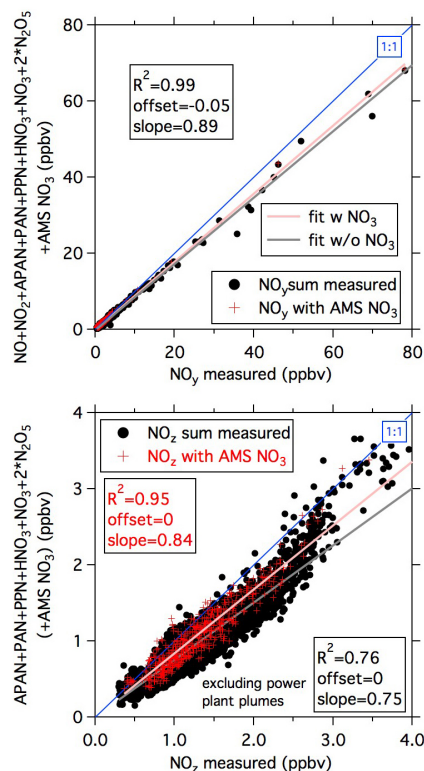 NO+NO2+APAN+PAN+PPN+HNO3+NO3+2*N2O5
+AMS NO3 (ppbv)
80
60
40
20
0
1:1
R²=0.99
offset=-0.05
slope=0.89
fit w NO3
fit w/o NO3
NOysum measured
NOy with AMS NO3
0 20 40 60 80
NOy measured (ppbv)
APAN+PAN+PPN+HNO3+NO3+2*N2O5
(+AMS NO3) (ppbv)
4
3
2
1
0
1:1
NOz sum measured
NOz with AMS NO3
R²=0.95
offset=0
slope=0.84
excluding power
plant plumes
R²=0.76
offset=0
slope=0.75
0.0 1.0 2.0 3.0 4.0
NOz measured (ppbv)